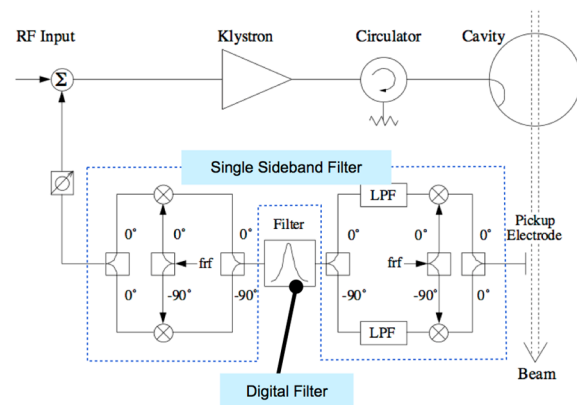 RF Input
Klystron
Circulator
Cavity
Σ
Single Sideband Filter
LPF
Filter
Pickup
Electrode
0°
0°
0°
0°
0°
0°
frf
frf
0°
-90°
-90°
-90°
-90°
0°
LPF
Digital Filter
Beam